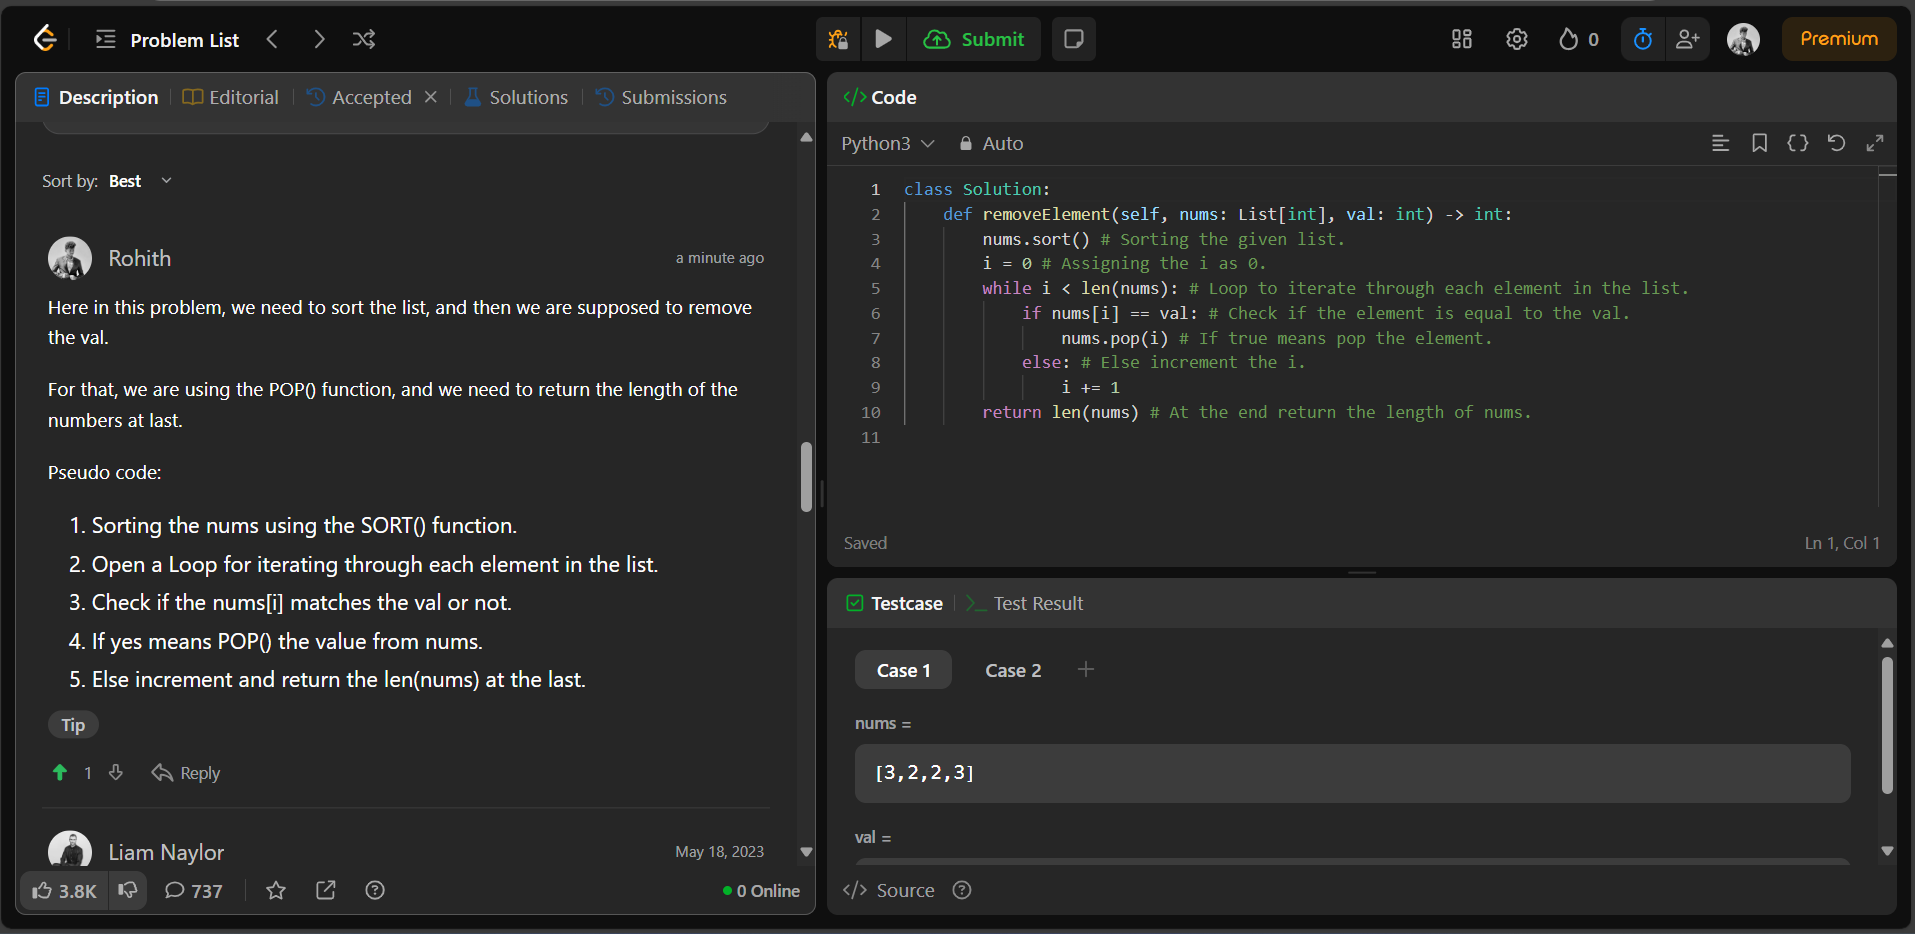 Problem List
Submit
0
Premium
Description
Editorial
Accepted
Solutions
Submissions
Sort by: Best
Rohith
a minute ago
Here in this problem, we need to sort the list, and then we are supposed to remove
the val.
For that, we are using the POP() function, and we need to return the length of the
numbers at last.
Pseudo code:
1. Sorting the nums using the SORT() function.
2. Open a Loop for iterating through each element in the list.
3. Check if the nums[i] matches the val or not.
4. If yes means POP() the value from nums.
5. Else increment and return the len(nums) at the last.
Tip
1
Reply
Liam Naylor
May 18, 2023
3.8K
737
0 Online
</> Code
Python3
Auto
1 class Solution:
2 def removeElement(self, nums: List[int], val: int) -> int:
3 nums.sort() # Sorting the given list.
4 i = 0 # Assigning the i as 0.
5 while i < len(nums): # Loop to iterate through each element in the list.
6 if nums[i] == val: # Check if the element is equal to the val.
7 nums.pop(i) # If true means pop the element.
8 else: # Else increment the i.
9 i += 1
10 return len(nums) # At the end return the length of nums.
11
Saved
Ln 1, Col 1
Testcase
>_ Test Result
Case 1
Case 2
+
nums =
[3,2,2,3]
val =
</> Source